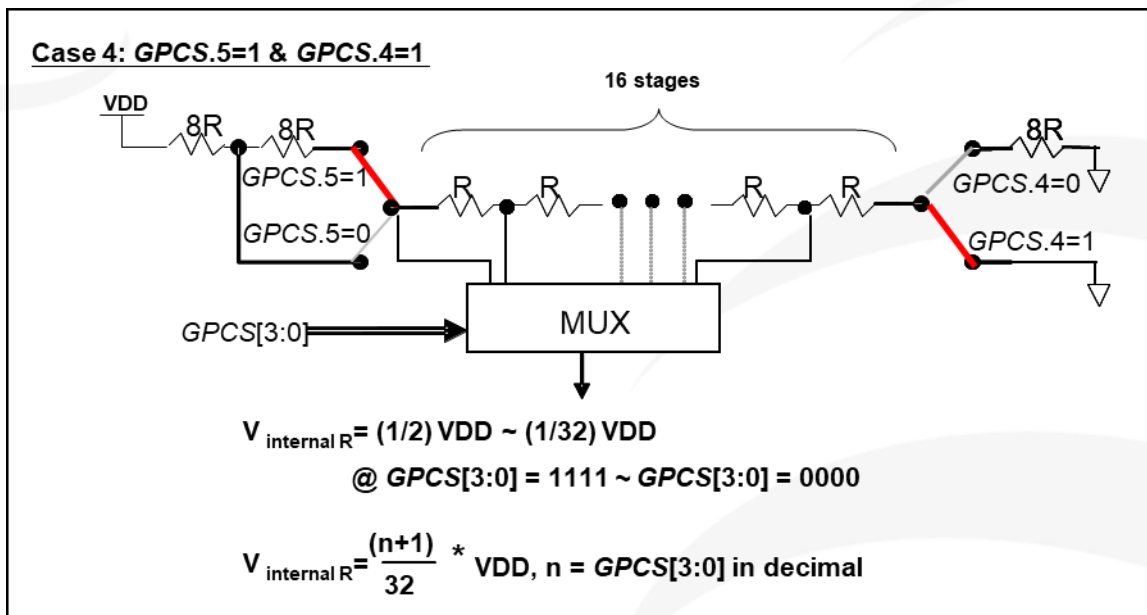 Case 4: GPCS.5=1 & GPCS.4=1
16 stages
VDD
8R
8R
8R
GPCS.5=1
R
R
R
R
GPCS.4=0
GPCS.5=0
GPCS.4=1
MUX
GPCS[3:0]
V internal R= (1/2) VDD ~ (1/32) VDD
@ GPCS[3:0] = 1111 ~ GPCS[3:0] = 0000
V internal R= (n+1)/32 * VDD, n = GPCS[3:0] in decimal